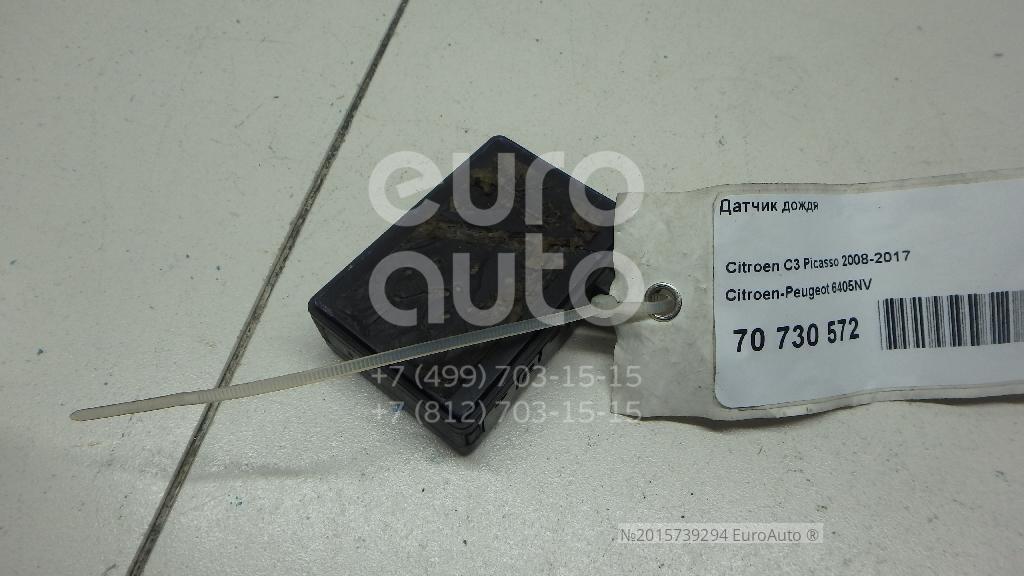 euro
auto
+7 (499) 703-15-15
+7 (812) 703-15-15
Датчик дождя
Citroen C3 Picasso 2008-2017
Citroen-Peugeot 6405NV
70 730 572
№2015739294 EuroAuto ®